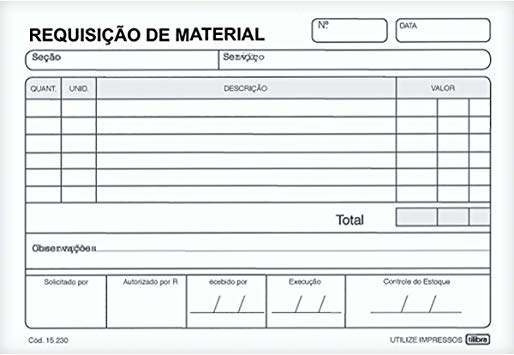 REQUISIÇÃO DE MATERIAL
Nº.
DATA
Seção Serviço
QUANT. UNID. DESCRIÇÃO VALOR
Total
Observações
Solicitado por Autorizado por R ecebido por Execução Controle do Estoque
/ / / / / /
Cód. 15 230 UTILIZE IMPRESSOS tilibra